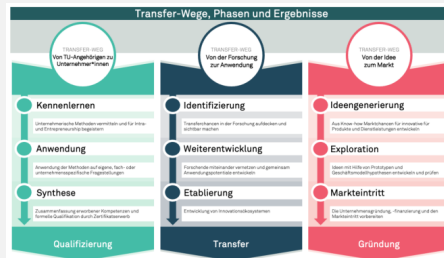 Transfer-Wege, Phasen und Ergebnisse
TRANSFER-WEG
Von TU-Angehörigen zu
Unternehmer*innen
Kennenlernen
Unternehmerische Methoden vermitteln und für Intra-
und Entrepreneurship begeistern
Anwendung
Anwendung der Methoden auf eigene, fach- oder
unternehmensspezifische Fragestellungen
Synthese
Zusammenfassung erworbener Kompetenzen und
formelle Qualifikation durch Zertifikatserwerb
Qualifizierung
TRANSFER-WEG
Von der Forschung
zur Anwendung
Identifizierung
Transferchancen in der Forschung aufdecken und
sichtbar machen
Weiterentwicklung
Forschende miteinander vernetzen und gemeinsam
Anwendungspotentiale entwickeln
Etablierung
Entwicklung von Innovationsökosystemen
Transfer
TRANSFER-WEG
Von der Idee
zum Markt
Ideengenerierung
Aus Know-how Marktchancen für innovative für
Produkte und Dienstleistungen entwickeln
Exploration
Ideen mit Hilfe von Prototypen und
Geschäftsmodellhypothesen entwickeln und prüfen
Markteintritt
Die Unternehmensgründung, -finanzierung und den
Markteintritt vorbereiten
Gründung